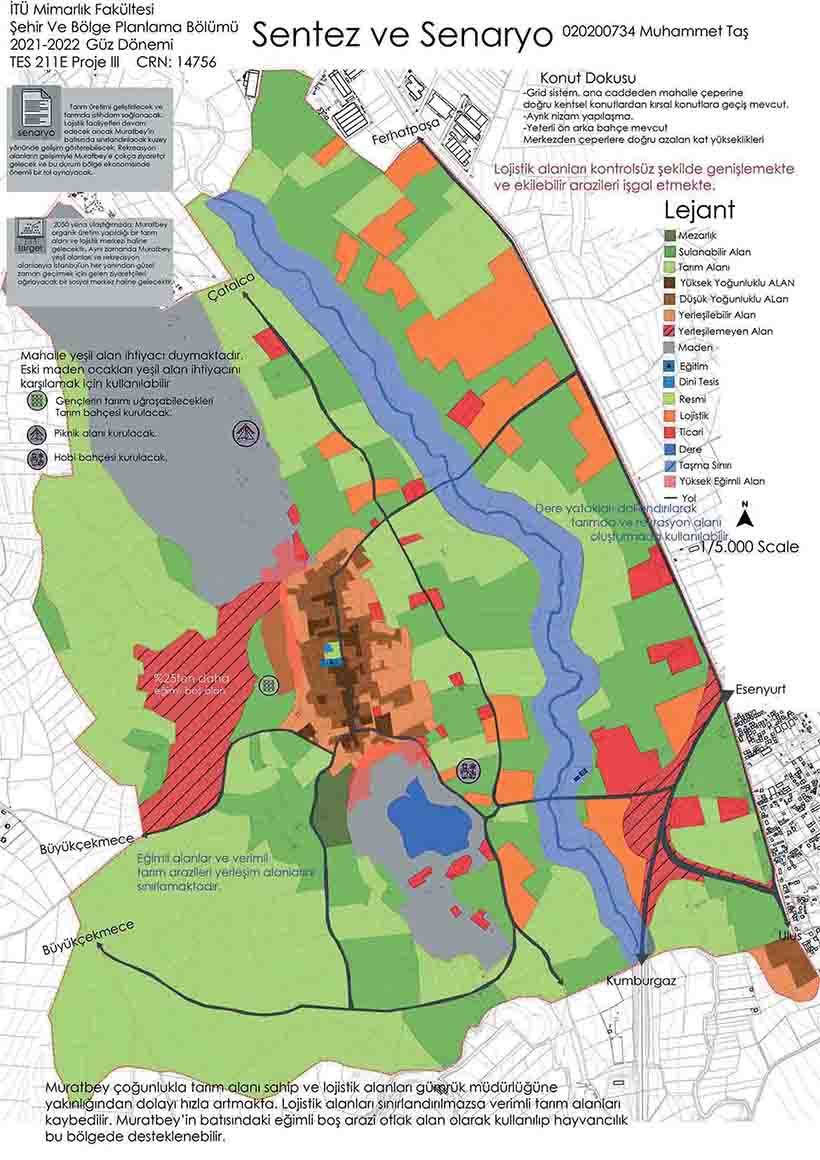 İTÜ Mimarlık Fakültesi
Şehir Ve Bölge Planlama Bölümü
2021-2022 Güz Dönemi
TES 211E Proje III CRN: 14756
Sentez ve Senaryo
020200734 Muhammet Taş
senaryo
Tarım üretimi geliştirilecek ve
tarımda istihdam sağlanacak.
Lojistik faaliyetleri devam
edecek ancak Muratbey'in
batısında sınırlandırılacak kuzey
yönünde gelişim gösterebilecek. Rekreasyon
alanların gelişimiyle Muratbey'e çokça ziyaretçi
gelecek ve bu durum bölge ekonomisinde
önemli bir rol oynayacak.
target
2050 yılına ulaştığımızda; Muratbey
organik üretim yapıldığı bir tarım
alanı ve lojistik merkezi haline
gelecektir. Aynı zamanda Muratbey
yeşil alanları ve rekreasyon
alanlarıyla İstanbul'un her yanından güzel
zaman geçirmek için gelen ziyaretçileri
ağırlayacak bir sosyal merkez haline gelecektir.
Konut Dokusu
-Grid sistem, ana caddeden mahalle çeperine
doğru kentsel konutlardan kırsal konutlara geçiş mevcut.
-Ayrık nizam yapılaşma.
-Yeterli ön arka bahçe mevcut
Merkezden çeperlere doğru azalan kat yükseklikleri
Lojistik alanları kontrolsüz şekilde genişlemekte
ve ekilebilir arazileri işgal etmekte.
Lejant
Mezarlık
Sulanabilir Alan
Tarım Alanı
Yüksek Yoğunluklu ALAN
Düşük Yoğunluklu ALan
Yerleşilebilir Alan
Yerleşilemeyen Alan
Maden
Eğitim
Dini Tesis
Resmi
Lojistik
Ticari
Dere
Taşma Sınırı
Yüksek Eğimli Alan
Yol
N
1/5.000 Scale
Ferhatpaşa
Çatalca
Mahalle yeşil alan ihtiyacı duymaktadır.
Eski maden ocakları yeşil alan ihtiyacını
karşılamak için kullanılabilir
Gençlerin tarımı uğraşabilecekleri
Tarım bahçesi kurulacak.
Piknik alanı kurulacak.
Hobi bahçesi kurulacak.
Dere yatakları
tarımda ve rekrasyon alanı
oluşturmada kullanılabilir.
%25ten daha
eğimli boş alan
Esenyurt
Büyükçekmece
Eğimli alanlar ve verimli
tarım arazileri yerleşim alanlarını
sınırlamaktadır.
Büyükçekmece
Ulus
Kumburgaz
Muratbey çoğunlukla tarım alanı sahip ve lojistik alanları gümrük müdürlüğüne
yakınlığından dolayı hızla artmakta. Lojistik alanları sınırlandırılmazsa verimli tarım alanları
kaybedilir. Muratbey'in batısındaki eğimli boş arazi otlak alan olarak kullanılıp hayvancılık
bu bölgede desteklenebilir.